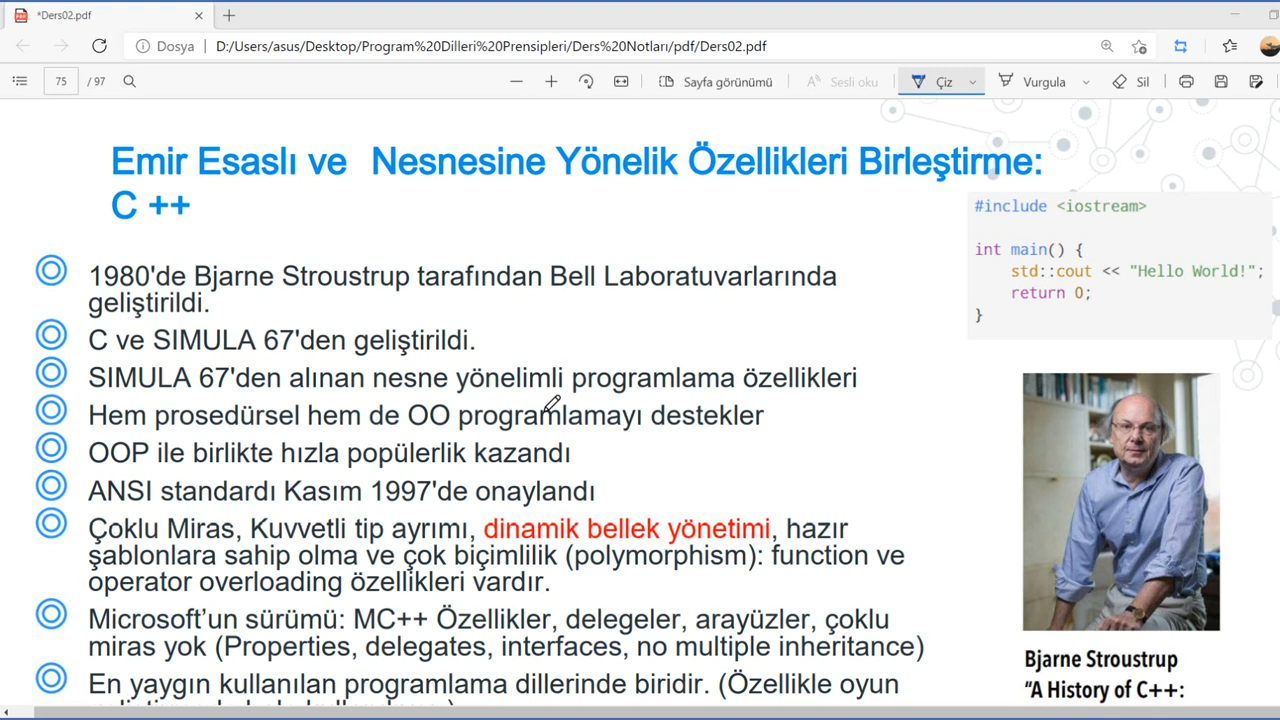 *Ders02.pdf
Dosya
D:/Users/asus/Desktop/Program%20Dilleri%20Prensipleri/Ders%20Notları/pdf/Ders02.pdf
75 / 97
Sayfa görünümü
Sesli oku
Çiz
Vurgula
Sil
Emir Esaslı ve Nesnesine Yönelik Özellikleri Birleştirme:
C ++
#include <iostream>
int main() {
std::cout << "Hello World!";
return 0;
}
1980'de Bjarne Stroustrup tarafından Bell Laboratuvarlarında
geliştirildi.
C ve SIMULA 67'den geliştirildi.
SIMULA 67'den alınan nesne yönelimli programlama özellikleri
Hem prosedürsel hem de OO programlamayı destekler
OOP ile birlikte hızla popülerlik kazandı
ANSI standardı Kasım 1997'de onaylandı
Çoklu Miras, Kuvvetli tip ayrımı, dinamik bellek yönetimi, hazır
şablonlara sahip olma ve çok biçimlilik (polymorphism): function ve
operator overloading özellikleri vardır.
Microsoft’un sürümü: MC++ Özellikler, delegeler, arayüzler, çoklu
miras yok (Properties, delegates, interfaces, no multiple inheritance)
En yaygın kullanılan programlama dillerinde biridir. (Özellikle oyun
Bjarne Stroustrup
“A History of C++: